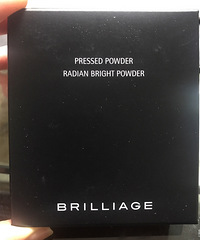 PRESSED POWDER
RADIAN BRIGHT POWDER
BRILLIAGE